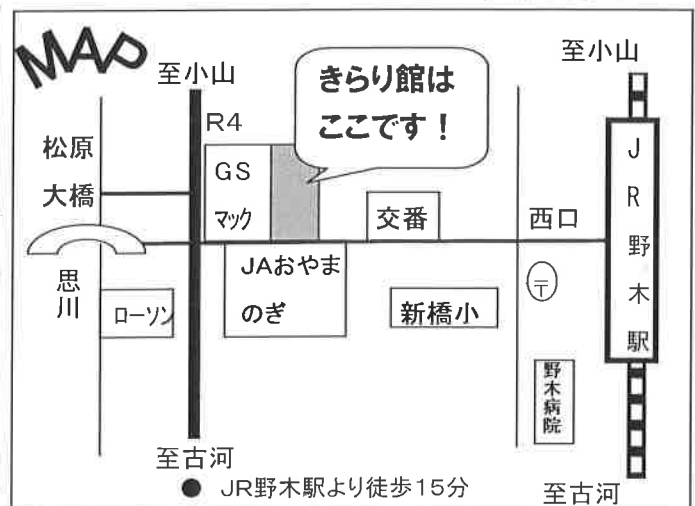 MAP
至小山
至小山
きらり館は
ここです！
R4
松原
大橋
GS
マック
交番
西口
JR野木駅
思川
ローソン
JAおやま
のぎ
新橋小
〒
野木病院
至古河
至古河
● JR野木駅より徒歩15分